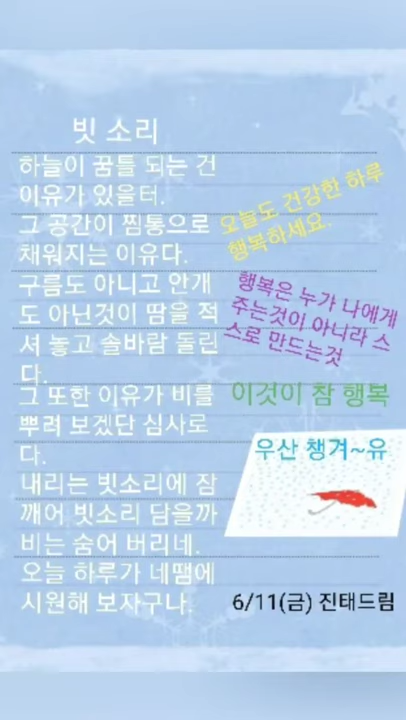 빗 소리
하늘이 꿈틀 되는 건
이유가 있을터.
그 공간이 찜통으로
채워지는 이유다.
구름도 아니고 안개
도 아닌것이 땀을 적
셔 놓고 솔바람 돌린
다.
그 또한 이유가 비를
뿌려 보겠단 심사로
다.
내리는 빗소리에 잠
깨어 빗소리 담을까
비는 숨어 버리네.
오늘 하루가 네땜에
시원해 보자구나.
오늘도 건강한 하루
행복하세요.
행복은 누가 나에게
주는것이 아니라 스
스로 만드는것
이것이 참 행복
우산 챙겨~유
6/11(금) 진태드림